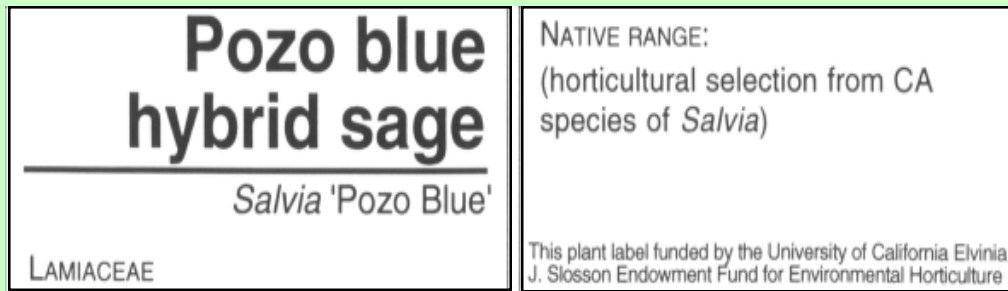 Pozo blue
hybrid sage
Salvia 'Pozo Blue'
LAMIACEAE
NATIVE RANGE:
(horticultural selection from CA
species of Salvia)
This plant label funded by the University of California Elvinia
J. Slosson Endowment Fund for Environmental Horticulture